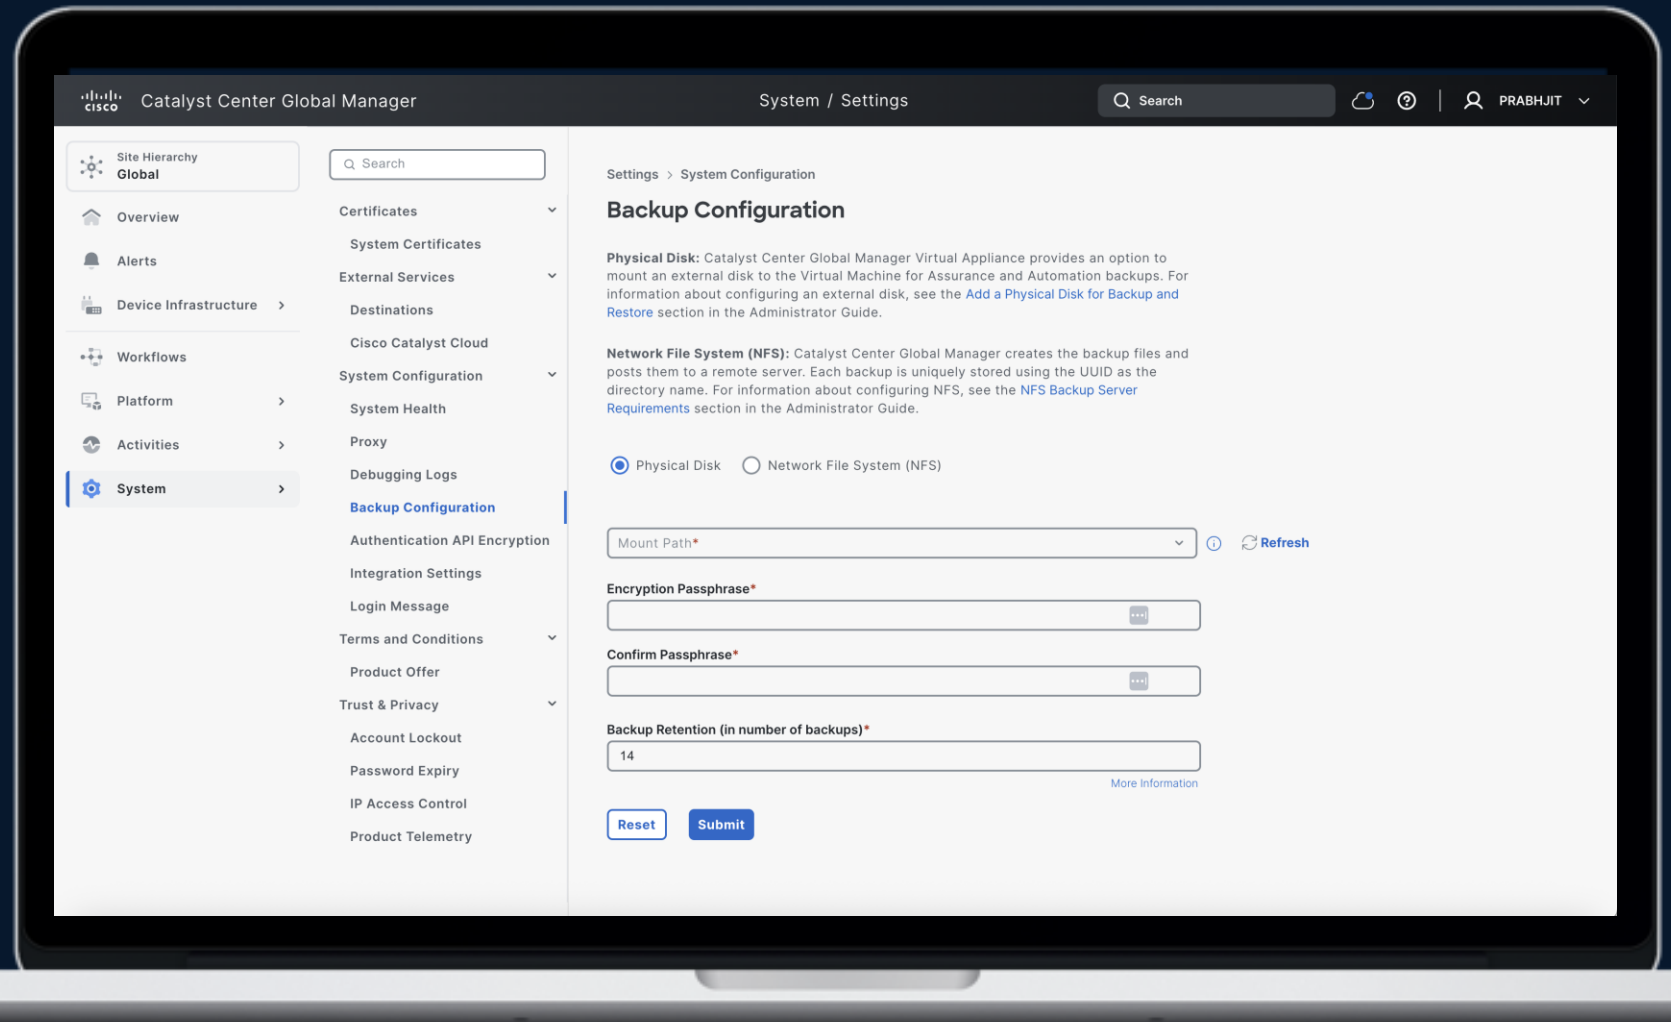 CISCO
Catalyst Center Global Manager
System / Settings
Search
PRABHJIT
Site Hierarchy
Global
Overview
Alerts
Device Infrastructure
Workflows
Platform
Activities
System
Search
Certificates
System Certificates
External Services
Destinations
Cisco Catalyst Cloud
System Configuration
System Health
Proxy
Debugging Logs
Backup Configuration
Authentication API Encryption
Integration Settings
Login Message
Terms and Conditions
Product Offer
Trust & Privacy
Account Lockout
Password Expiry
IP Access Control
Product Telemetry
Settings > System Configuration
Backup Configuration
Physical Disk: Catalyst Center Global Manager Virtual Appliance provides an option to
mount an external disk to the Virtual Machine for Assurance and Automation backups. For
information about configuring an external disk, see the Add a Physical Disk for Backup and
Restore section in the Administrator Guide.
Network File System (NFS): Catalyst Center Global Manager creates the backup files and
posts them to a remote server. Each backup is uniquely stored using the UUID as the
directory name. For information about configuring NFS, see the NFS Backup Server
Requirements section in the Administrator Guide.
Physical Disk
Network File System (NFS)
Mount Path*
Refresh
Encryption Passphrase*
Confirm Passphrase*
Backup Retention (in number of backups)*
14
More Information
Reset
Submit